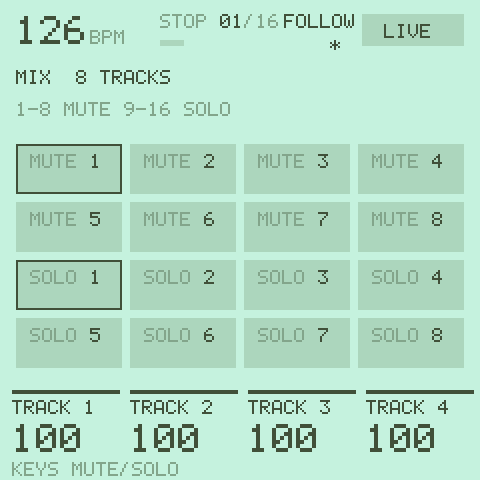 126 BPM STOP 01/16 FOLLOW LIVE
*
MIX 8 TRACKS
1-8 MUTE 9-16 SOLO
MUTE 1 MUTE 2 MUTE 3 MUTE 4
MUTE 5 MUTE 6 MUTE 7 MUTE 8
SOLO 1 SOLO 2 SOLO 3 SOLO 4
SOLO 5 SOLO 6 SOLO 7 SOLO 8
TRACK 1 TRACK 2 TRACK 3 TRACK 4
100 100 100 100
KEYS MUTE/SOLO